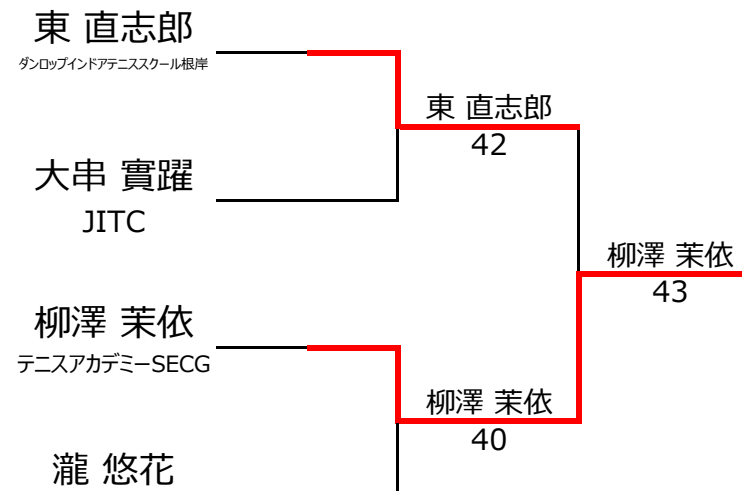 東 直志郎
ダンロップインドアテニススクール根岸
東 直志郎
42
大串 實躍
JITC
柳澤 茉依
43
柳澤 茉依
テニスアカデミーSECG
柳澤 茉依
40
瀧 悠花